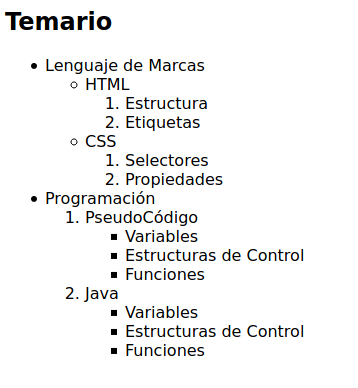 Temario
Lenguaje de Marcas
HTML
1. Estructura
2. Etiquetas
CSS
1. Selectores
2. Propiedades
Programación
1. PseudoCódigo
Variables
Estructuras de Control
Funciones
2. Java
Variables
Estructuras de Control
Funciones